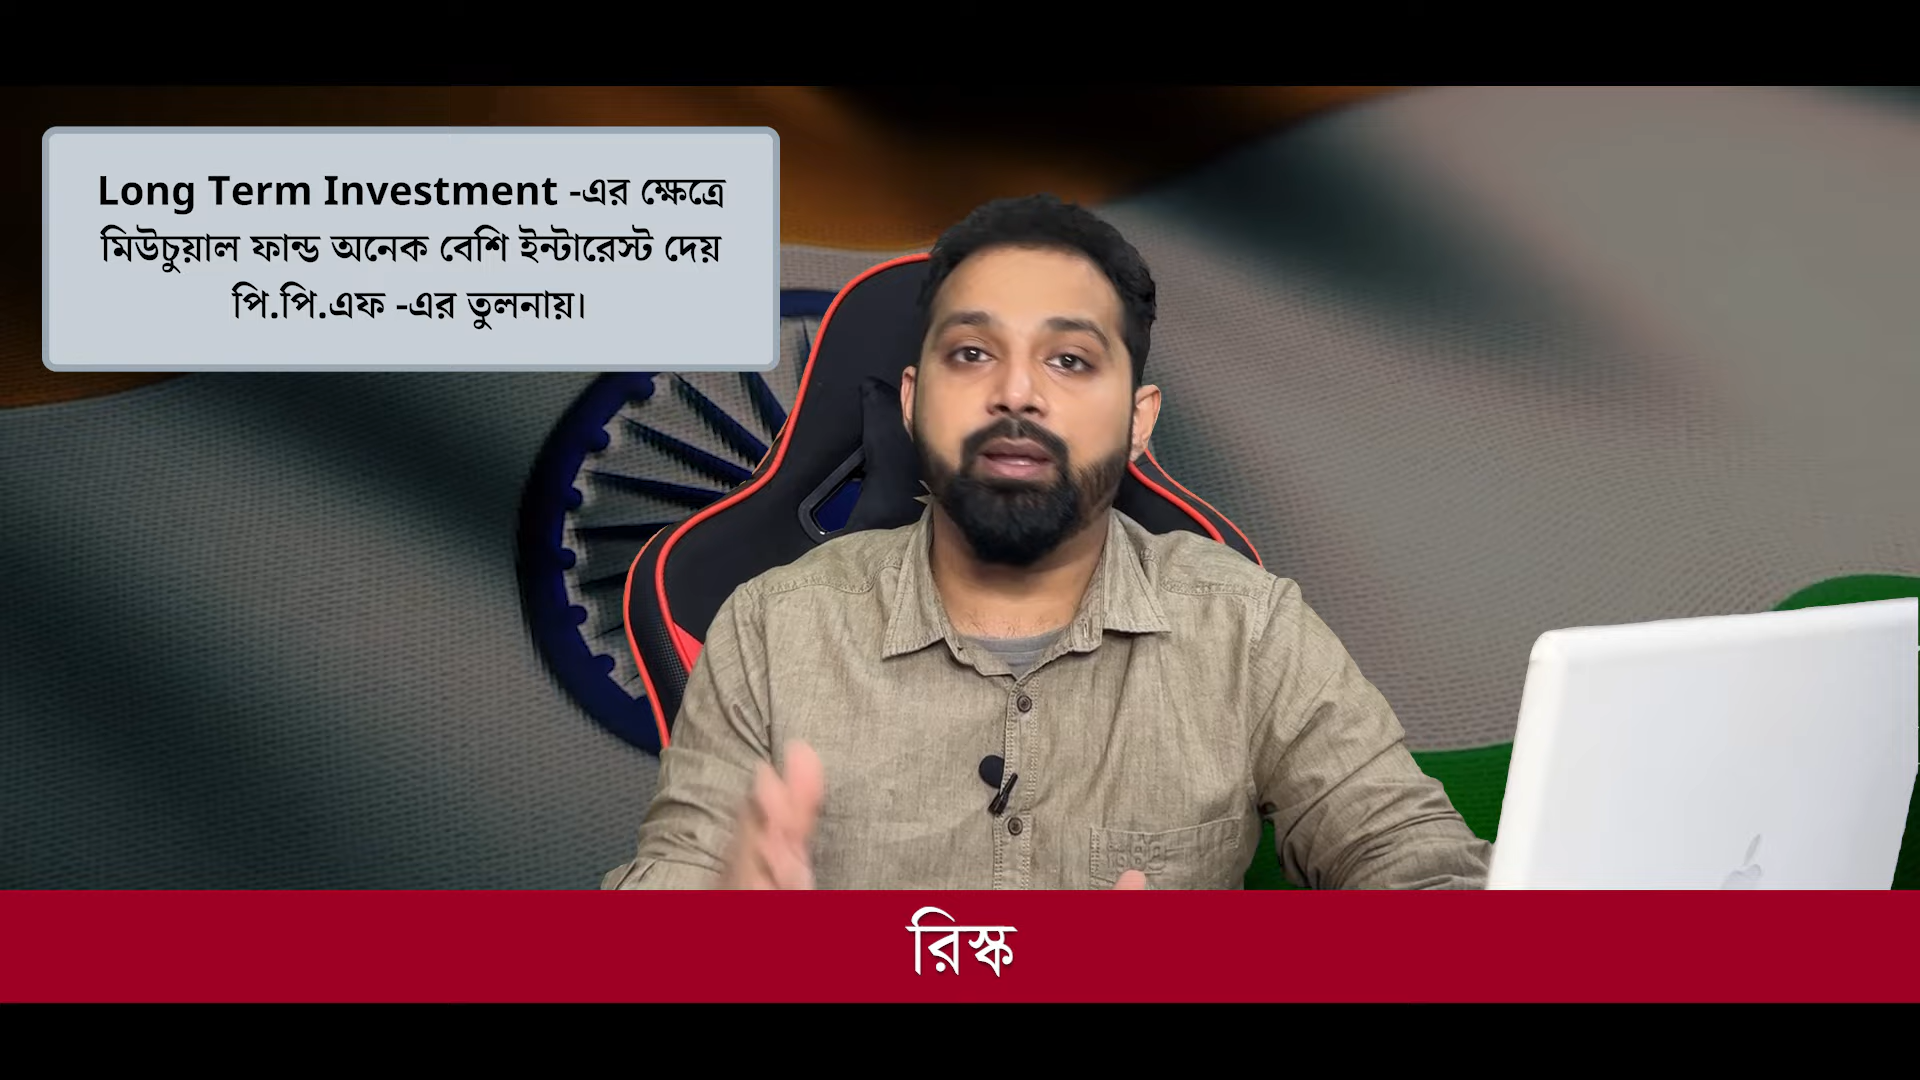 Long Term Investment -এর ক্ষেত্রে
মিউচুয়াল ফান্ড অনেক বেশি ইন্টারেস্ট দেয়
পি.পি.এফ -এর তুলনায়।
রিস্ক